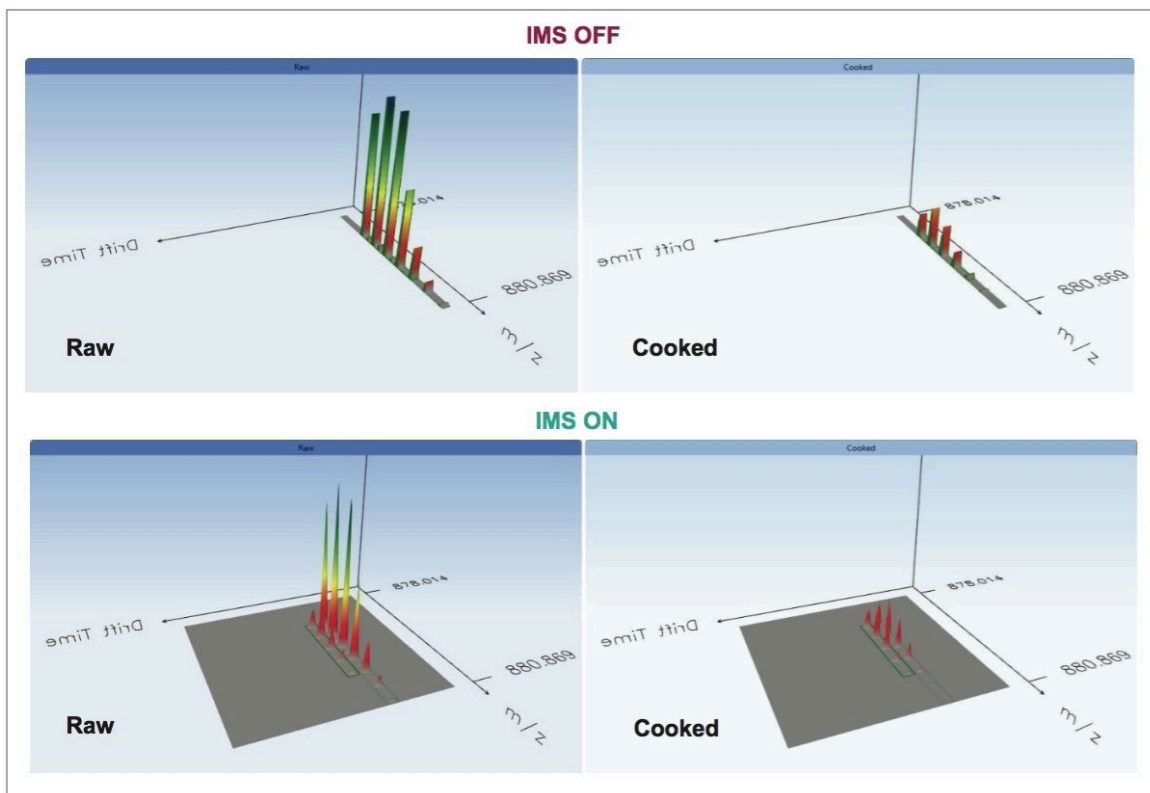 IMS OFF
Raw
Cooked
878.014
Drift Time
880.869
m/z
Raw
878.014
Drift Time
880.869
m/z
Cooked
IMS ON
Raw
Cooked
878.014
Drift Time
880.869
m/z
Raw
878.014
Drift Time
880.869
m/z
Cooked